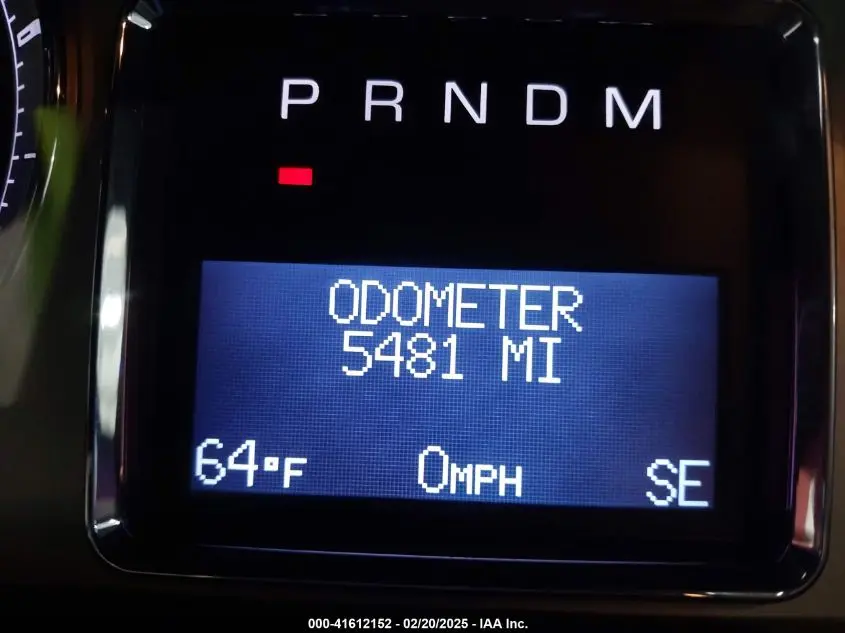 P R N D M
ODOMETER
5481 MI
64°F 0MPH SE
000-41612152 - 02/20/2025 - IAA Inc.